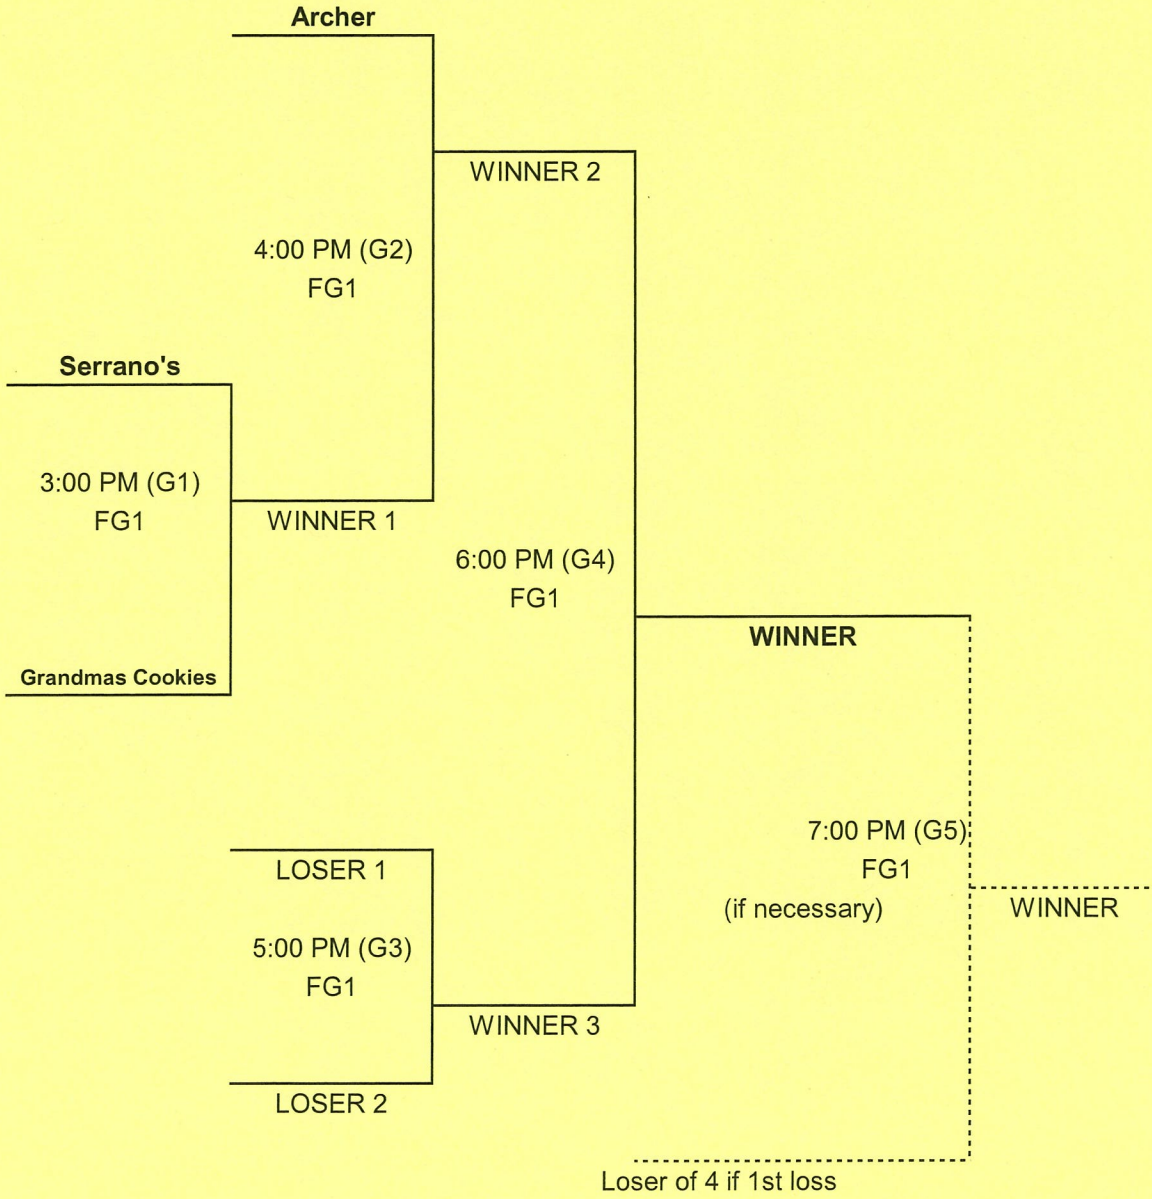 Archer
WINNER 2
4:00 PM (G2)
FG1
Serrano's
3:00 PM (G1)
FG1
WINNER 1
6:00 PM (G4)
FG1
WINNER
Grandmas Cookies
7:00 PM (G5)
FG1
(if necessary)
WINNER
LOSER 1
5:00 PM (G3)
FG1
WINNER 3
LOSER 2
Loser of 4 if 1st loss